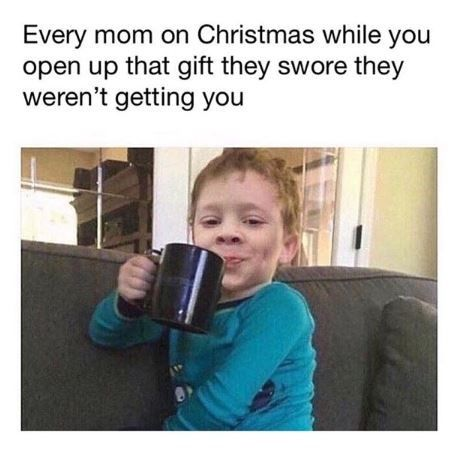 Every mom on Christmas while you
open up that gift they swore they
weren't getting you